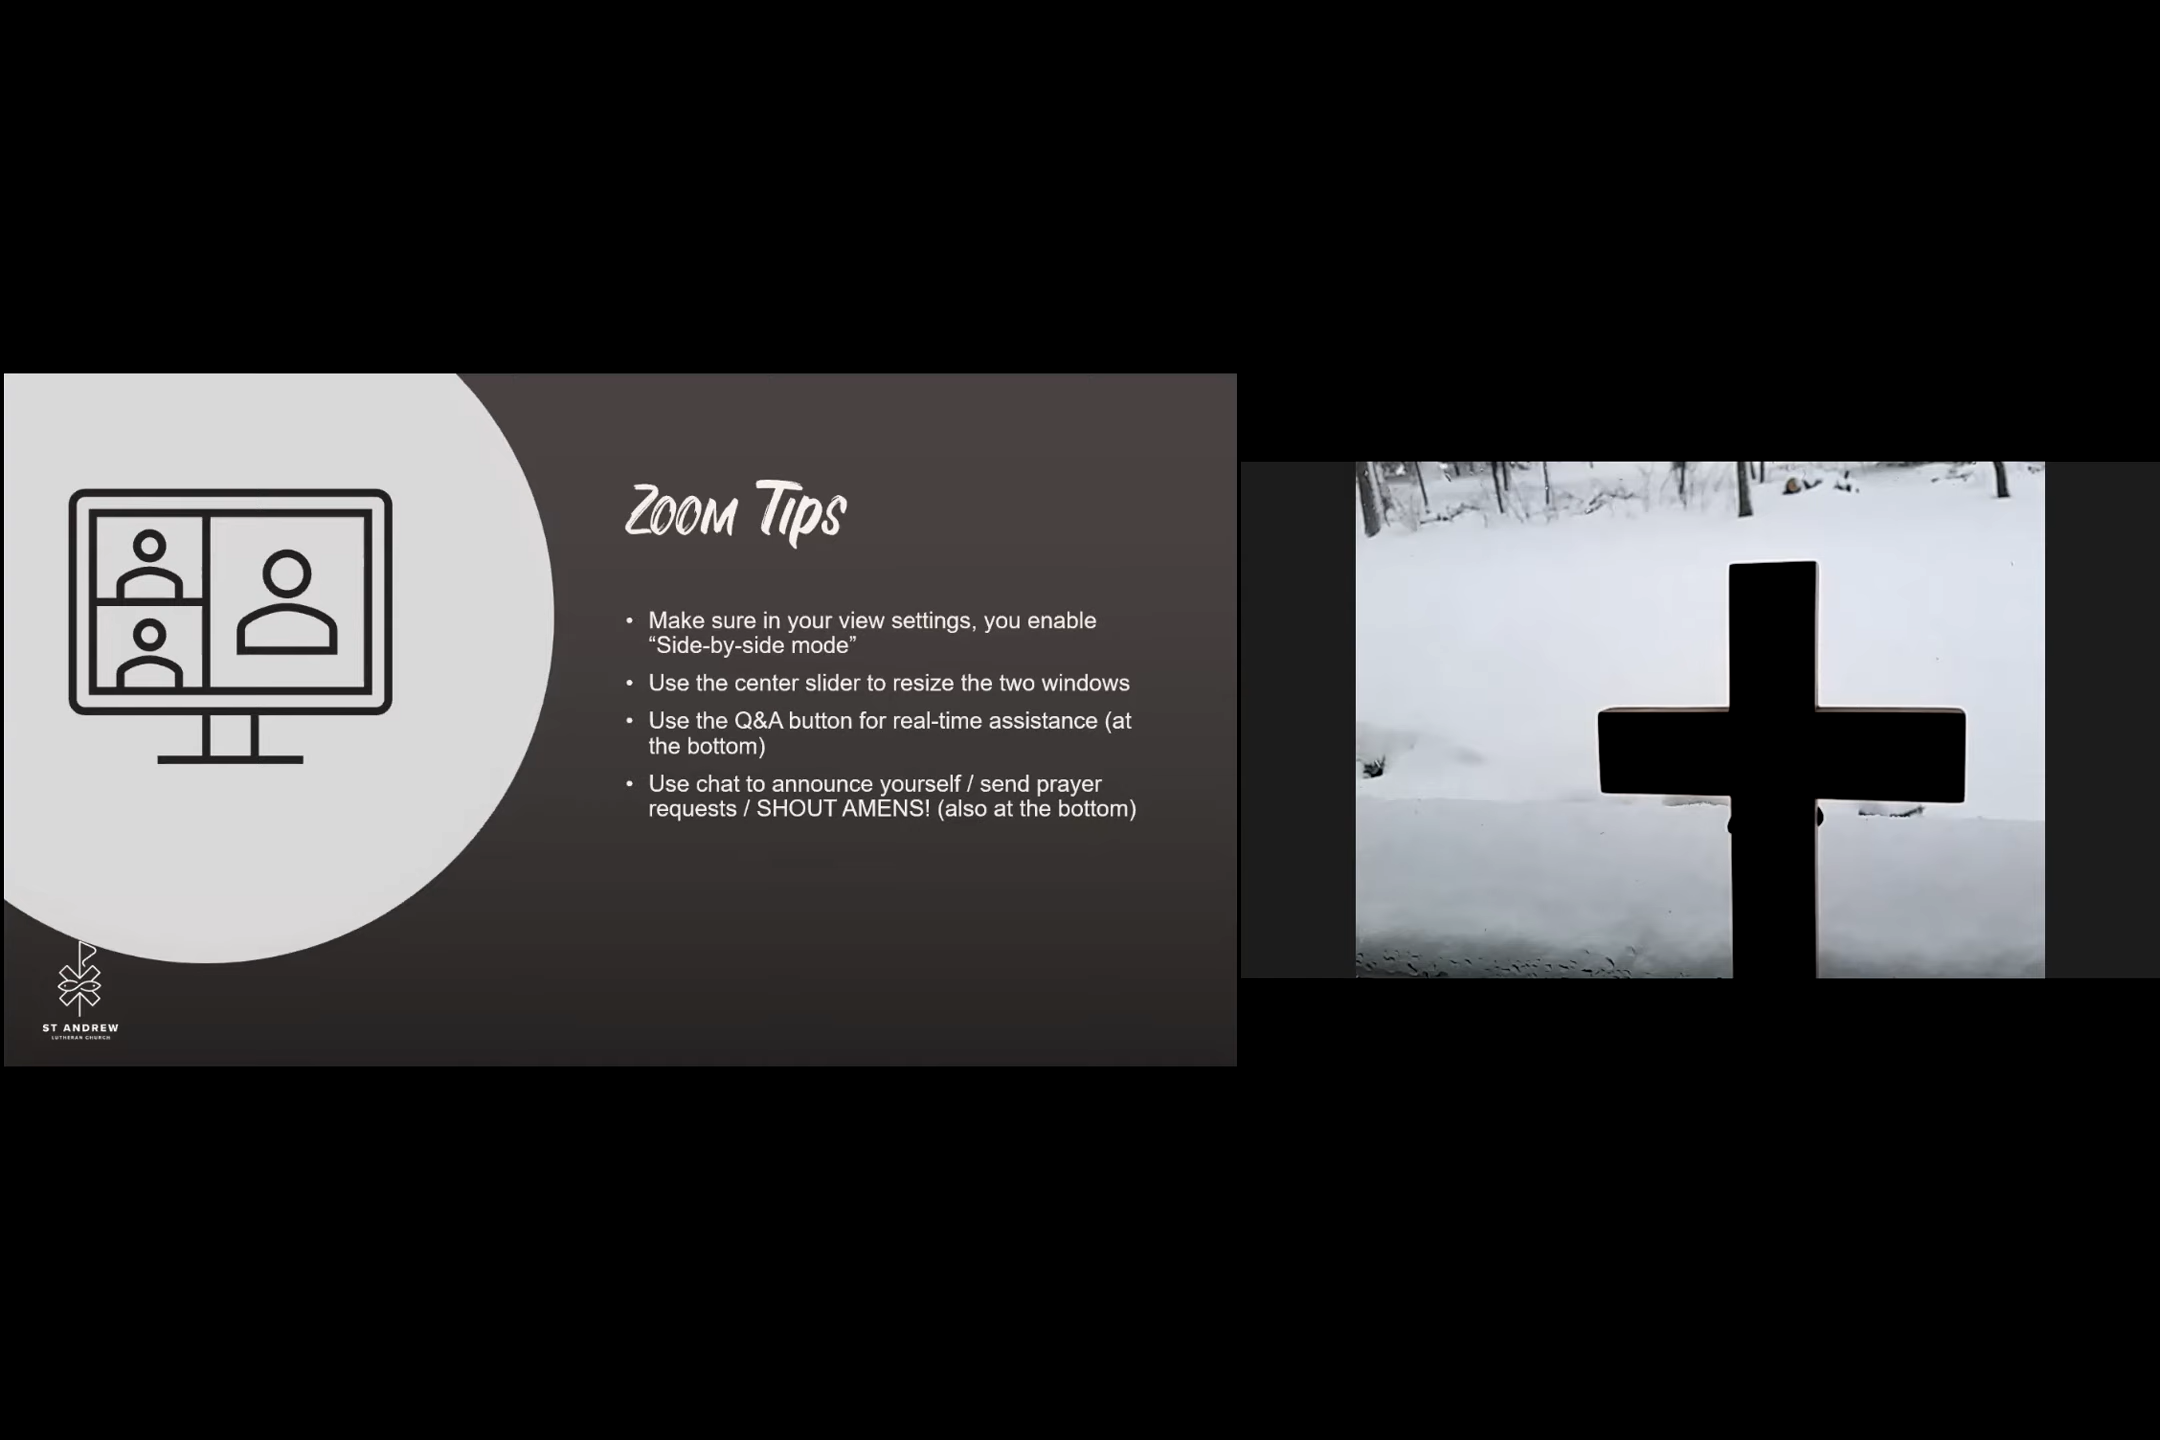 Zoom Tips
• Make sure in your view settings, you enable
“Side-by-side mode”
• Use the center slider to resize the two windows
• Use the Q&A button for real-time assistance (at
the bottom)
• Use chat to announce yourself / send prayer
requests / SHOUT AMENS! (also at the bottom)
ST ANDREW
LUTHERAN CHURCH